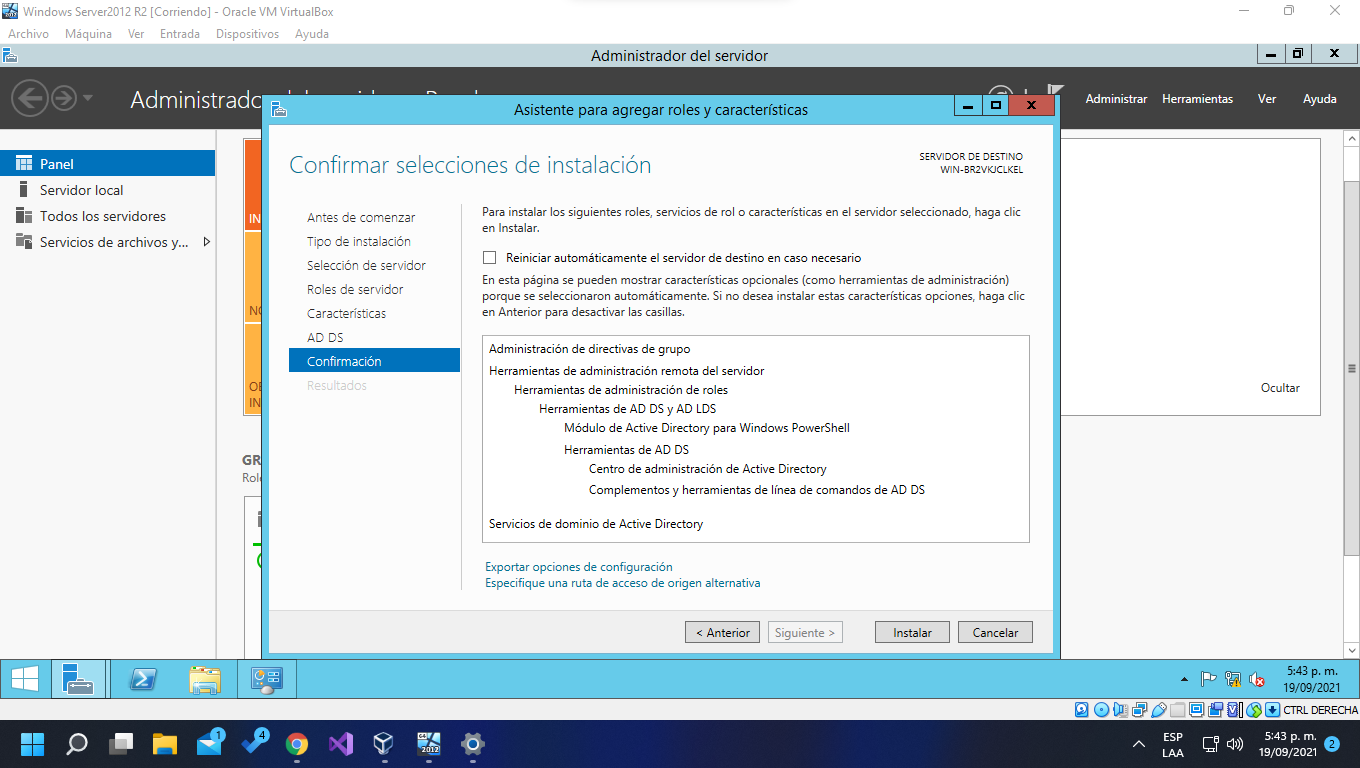 Windows Server2012 R2 [Corriendo] - Oracle VM VirtualBox
Archivo Máquina Ver Entrada Dispositivos Ayuda
Administrador del servidor
Administrar Herramientas Ver Ayuda
Asistente para agregar roles y características
Panel
Servidor local
Todos los servidores
Servicios de archivos y...
Confirmar selecciones de instalación
SERVIDOR DE DESTINO
WIN-BR2VKJCLKEL
Antes de comenzar
Tipo de instalación
Selección de servidor
Roles de servidor
Características
AD DS
Confirmación
Resultados
Para instalar los siguientes roles, servicios de rol o características en el servidor seleccionado, haga clic
en Instalar.
Reiniciar automáticamente el servidor de destino en caso necesario
En esta página se pueden mostrar características opcionales (como herramientas de administración)
porque se seleccionaron automáticamente. Si no desea instalar estas características opciones, haga clic
en Anterior para desactivar las casillas.
Administración de directivas de grupo
Herramientas de administración remota del servidor
Herramientas de administración de roles
Herramientas de AD DS y AD LDS
Módulo de Active Directory para Windows PowerShell
Herramientas de AD DS
Centro de administración de Active Directory
Complementos y herramientas de línea de comandos de AD DS
Servicios de dominio de Active Directory
Exportar opciones de configuración
Especifique una ruta de acceso de origen alternativa
< Anterior Siguiente > Instalar Cancelar
Ocultar
5:43 p. m.
19/09/2021
CTRL DERECHA
1
4
64
2012
ESP
LAA
5:43 p. m.
19/09/2021
2